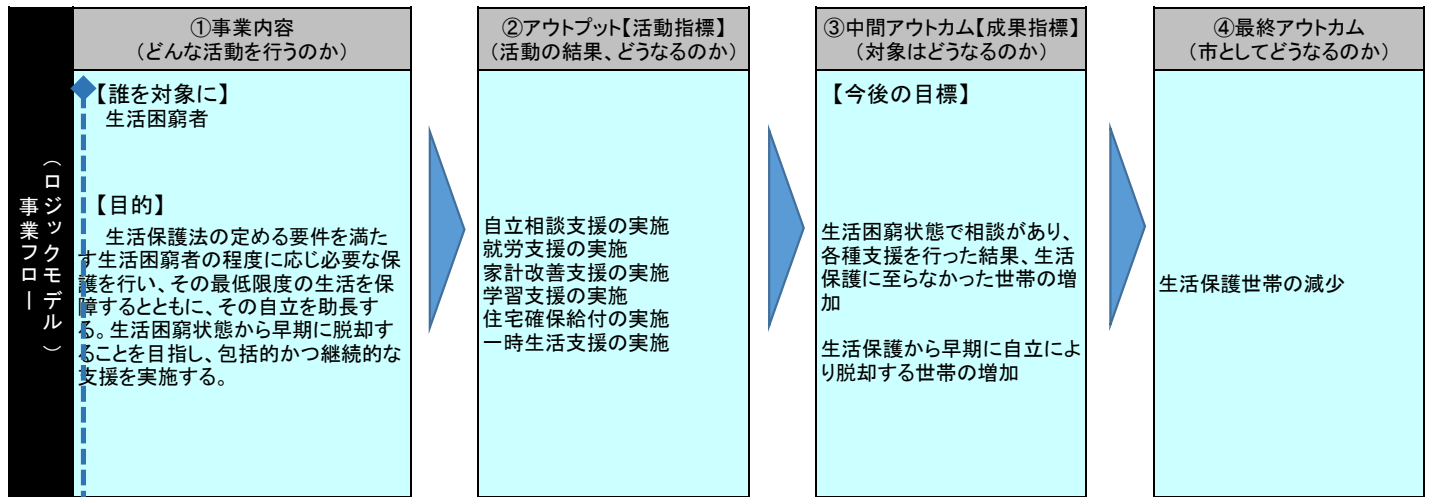 事業フロー
（ロジックモデル）
①事業内容
（どんな活動を行うのか）
【誰を対象に】
生活困窮者
【目的】
生活保護法の定める要件を満た
す生活困窮者の程度に応じ必要な保
護を行い、その最低限度の生活を保
障するとともに、その自立を助長す
る。生活困窮状態から早期に脱却す
ることを目指し、包括的かつ継続的な
支援を実施する。
②アウトプット【活動指標】
（活動の結果、どうなるのか）
自立相談支援の実施
就労支援の実施
家計改善支援の実施
学習支援の実施
住宅確保給付の実施
一時生活支援の実施
③中間アウトカム【成果指標】
（対象はどうなるのか）
【今後の目標】
生活困窮状態で相談があり、
各種支援を行った結果、生活
保護に至らなかった世帯の増
加
生活保護から早期に自立によ
り脱却する世帯の増加
④最終アウトカム
（市としてどうなるのか）
生活保護世帯の減少